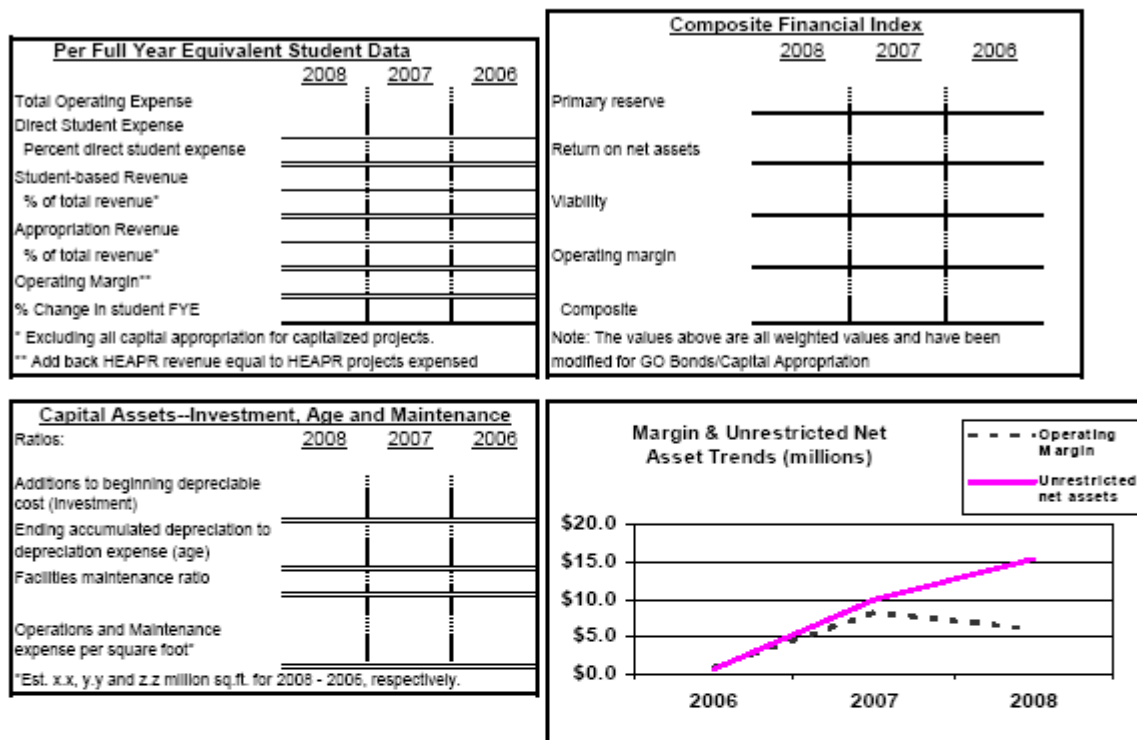 Per Full Year Equivalent Student Data
2008 2007 2006
Total Operating Expense
Direct Student Expense
Percent direct student expense
Student-based Revenue
% of total revenue*
Appropriation Revenue
% of total revenue*
Operating Margin**
% Change in student FYE
* Excluding all capital appropriation for capitalized projects.
** Add back HEAPR revenue equal to HEAPR projects expensed
Composite Financial Index
2008 2007 2006
Primary reserve
Return on net assets
Viability
Operating margin
Composite
Note: The values above are all weighted values and have been
modified for GO Bonds/Capital Appropriation
Capital Assets--Investment, Age and Maintenance
Ratios: 2008 2007 2006
Additions to beginning depreciable
cost (investment)
Ending accumulated depreciation to
depreciation expense (age)
Facilities maintenance ratio
Operations and Maintenance
expense per square foot*
*Est. x.x, y.y and z.z million sq.ft. for 2008 - 2006, respectively.
Margin & Unrestricted Net
Asset Trends (millions)
Operating
Margin
Unrestricted
net assets
$20.0
$15.0
$10.0
$5.0
$0.0
2006 2007 2008